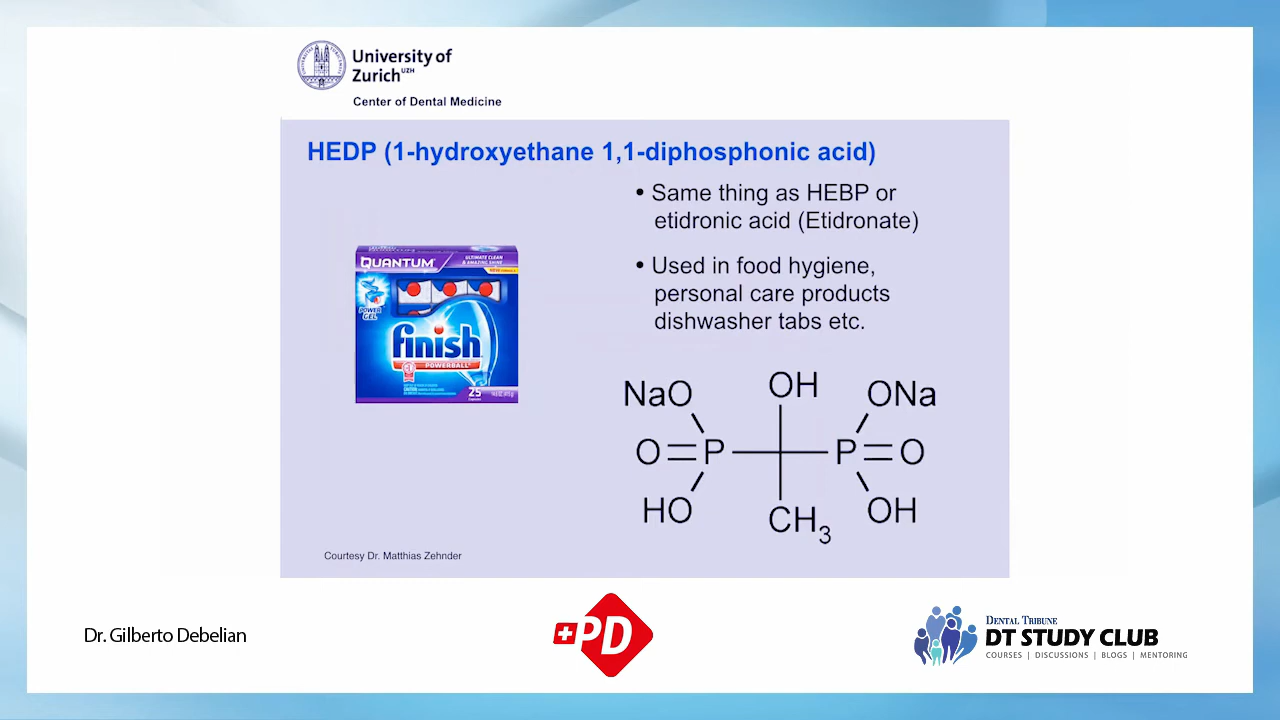 University of
Zurich UZH
Center of Dental Medicine
HEDP (1-hydroxyethane 1,1-diphosphonic acid)
• Same thing as HEBP or
etidronic acid (Etidronate)
• Used in food hygiene,
personal care products
dishwasher tabs etc.
QUANTUM
ULTIMATE CLEAN
& AMAZING SHINE
POWER
GEL
finish
POWERBALL
#1
25
NaO
OH
ONa
O
P
P
O
HO
CH3
OH
Courtesy Dr. Matthias Zehnder
Dr. Gilberto Debelian
PD
DENTAL TRIBUNE
DT STUDY CLUB
COURSES | DISCUSSIONS | BLOGS | MENTORING